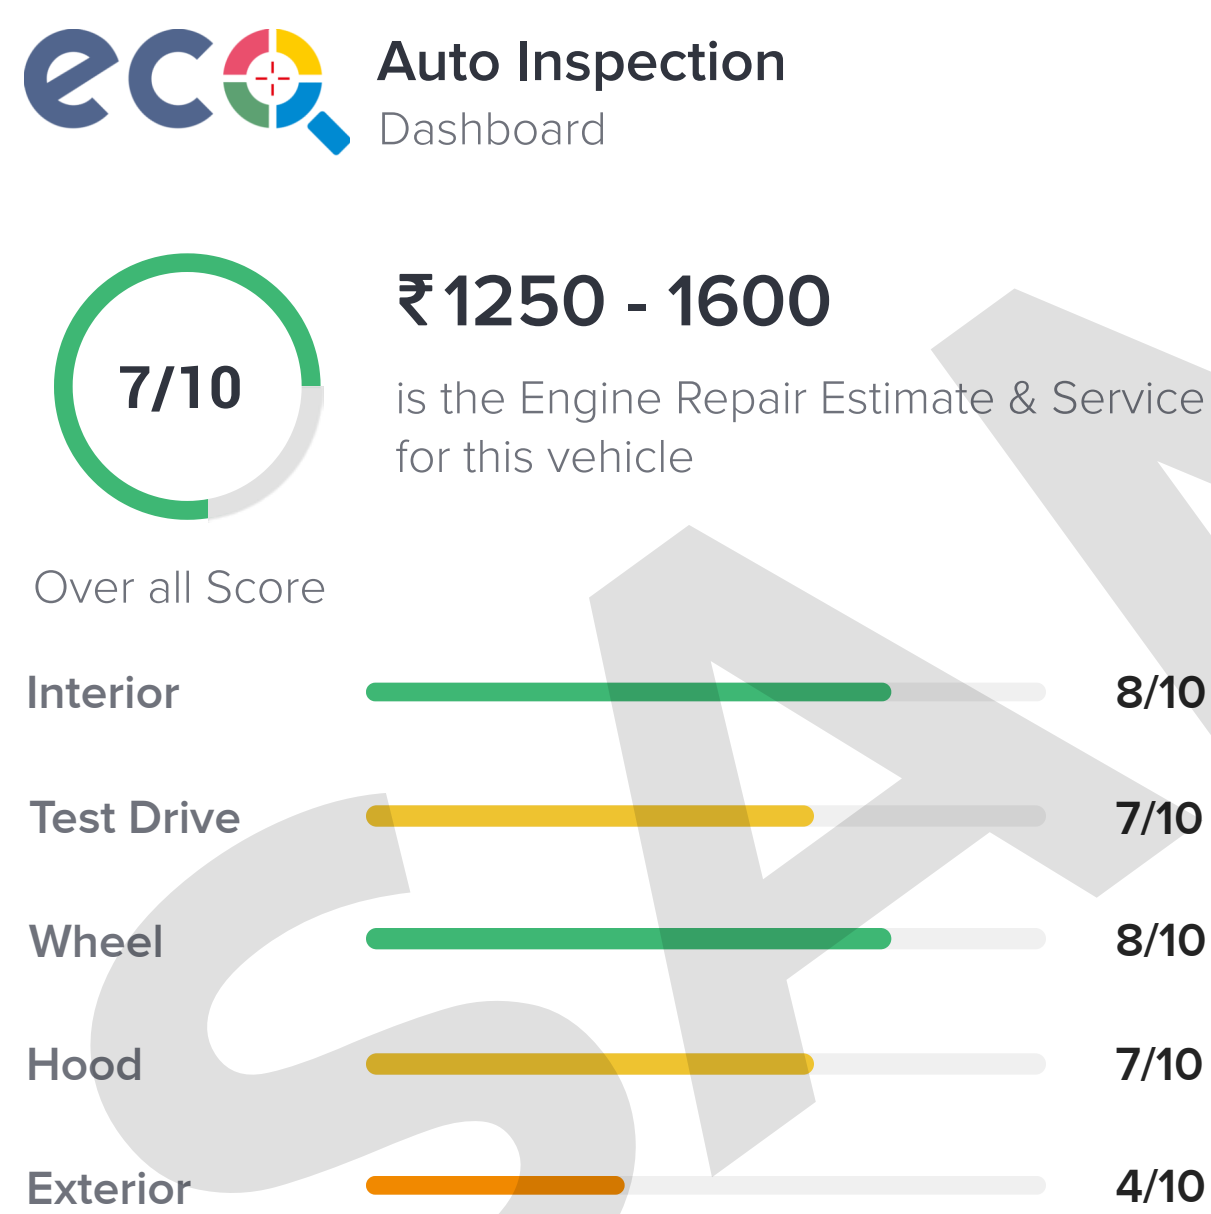 eco
Auto Inspection
Dashboard
7/10
₹1250 - 1600
is the Engine Repair Estimate & Service
for this vehicle
Over all Score
Interior 8/10
Test Drive 7/10
Wheel 8/10
Hood 7/10
Exterior 4/10